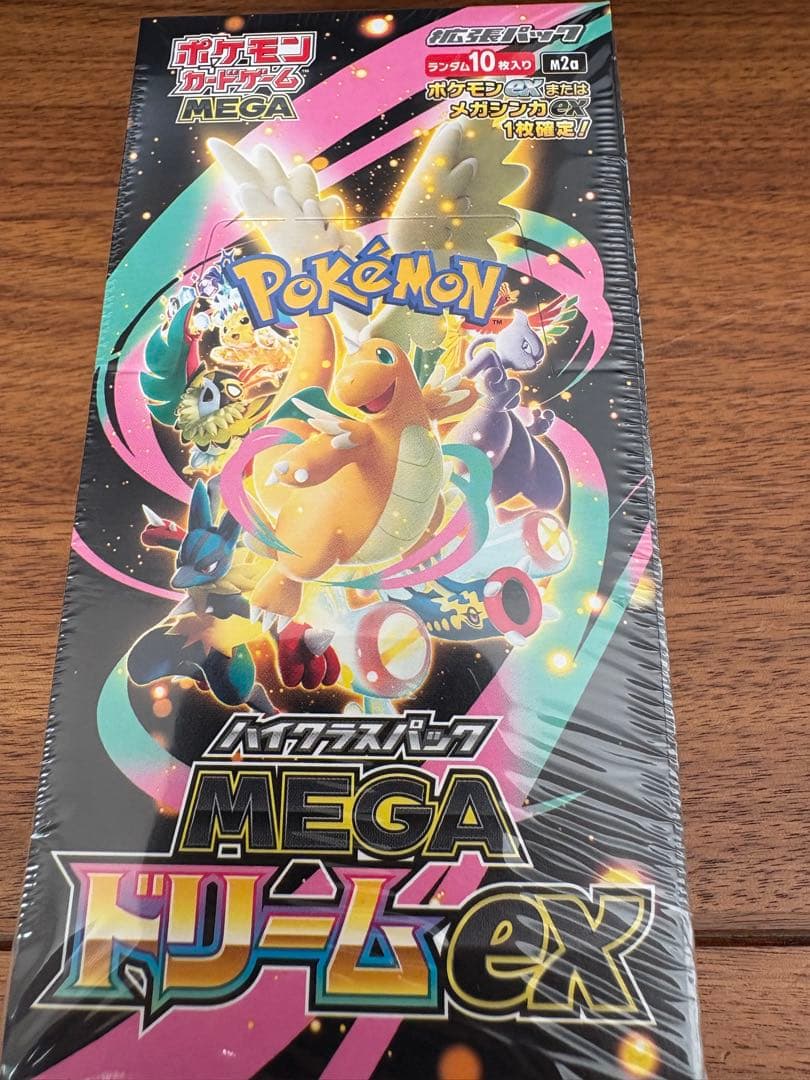 ポケモン
カードゲーム
MEGA
拡張パック
ランダム10枚入り M2a
ポケモンexまたは
メガシンカex
1枚確定!
POKéMON
TM
ハイクラスパック
MEGA
ドリームex